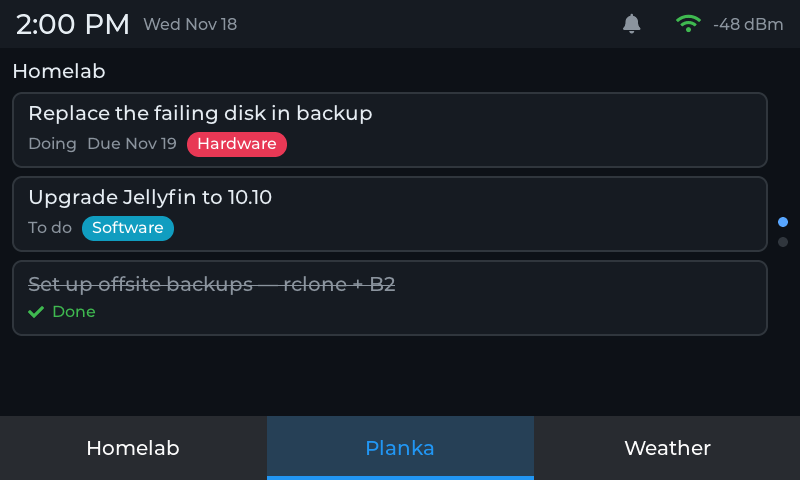 2:00 PM Wed Nov 18 -48 dBm
Homelab
Replace the failing disk in backup
Doing Due Nov 19 Hardware
Upgrade Jellyfin to 10.10
To do Software
Set up offsite backups — rclone + B2
Done
Homelab Planka Weather